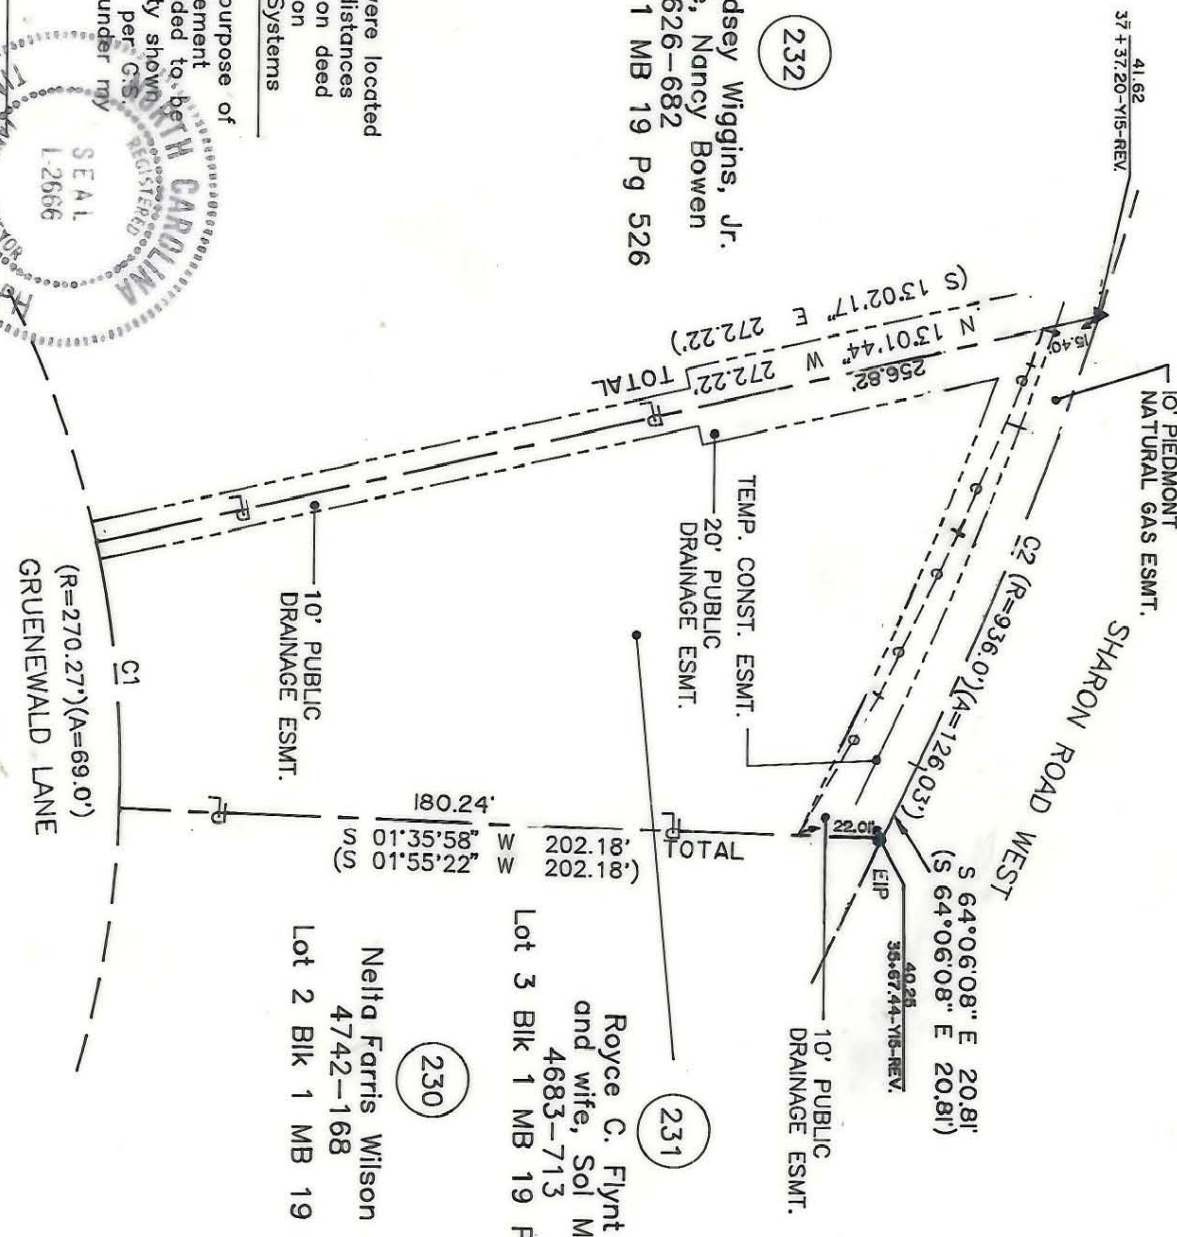 41.62
37+37.20-Y15-REV.
232
dsey Wiggins, Jr.
, Nancy Bowen
626-682
1 MB 19 Pg 526
were located
distances
on deed
on
Systems
purpose of
ement
ded to be
ty shown
per G.S.
under my
NORTH CAROLINA
REGISTERED
SEAL
L-2666
(S 13°02'17" E 272.22')
N 13°01'44" W 272.22' TOTAL
256.82'
15.40'
10' PIEDMONT
NATURAL GAS ESMT.
SHARON ROAD WEST
C2 (R=936.0')(A=126.03')
TEMP. CONST. ESMT.
20' PUBLIC
DRAINAGE ESMT.
10' PUBLIC
DRAINAGE ESMT.
C1
(R=270.27')(A=69.0')
GRUENEWALD LANE
180.24'
S 01°35'58" W 202.18' TOTAL
(S 01°55'22" W 202.18')
22.01'
EIP
S 64°06'08" E 20.81'
(S 64°06'08" E 20.81')
40.25
35+67.44-Y15-REV.
10' PUBLIC
DRAINAGE ESMT.
231
Royce C. Flynt
and wife, Sol M
4683-713
Lot 3 Blk 1 MB 19 P
230
Nelta Farris Wilson
4742-168
Lot 2 Blk 1 MB 19